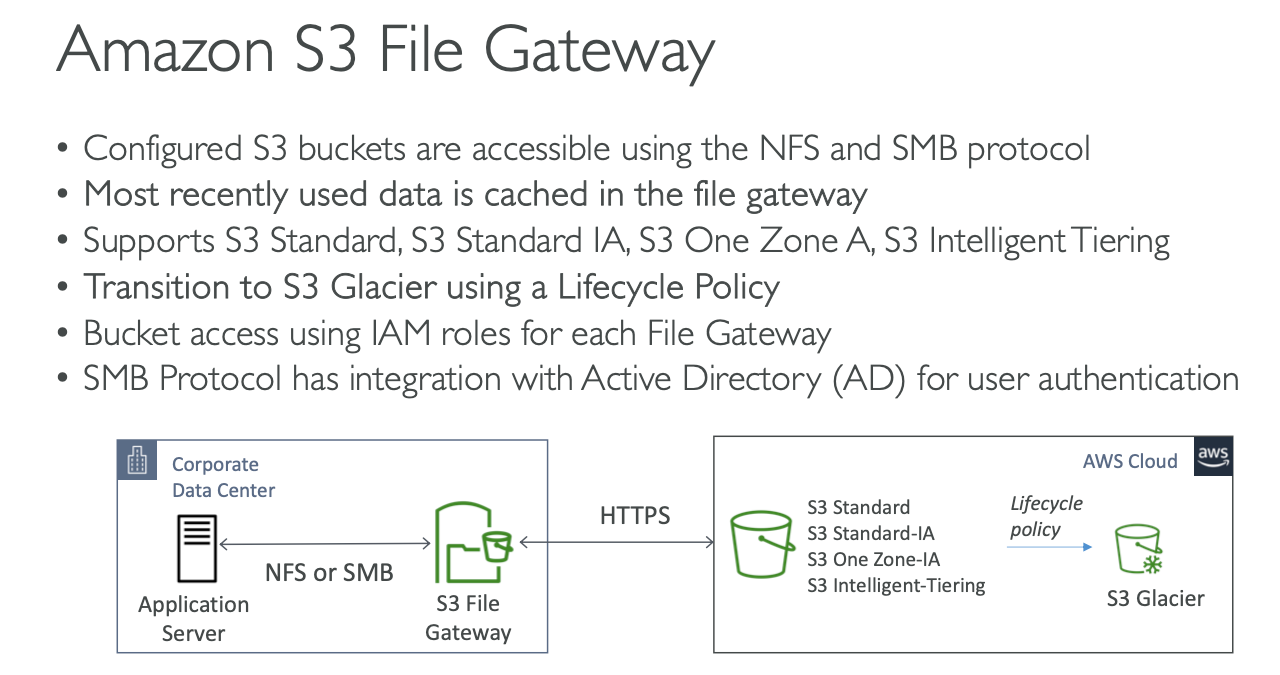 Amazon S3 File Gateway
• Configured S3 buckets are accessible using the NFS and SMB protocol
• Most recently used data is cached in the file gateway
• Supports S3 Standard, S3 Standard IA, S3 One Zone A, S3 Intelligent Tiering
• Transition to S3 Glacier using a Lifecycle Policy
• Bucket access using IAM roles for each File Gateway
• SMB Protocol has integration with Active Directory (AD) for user authentication
Corporate
Data Center
Application
Server
NFS or SMB
S3 File
Gateway
HTTPS
AWS Cloud
aws
S3 Standard
S3 Standard-IA
S3 One Zone-IA
S3 Intelligent-Tiering
Lifecycle
policy
S3 Glacier